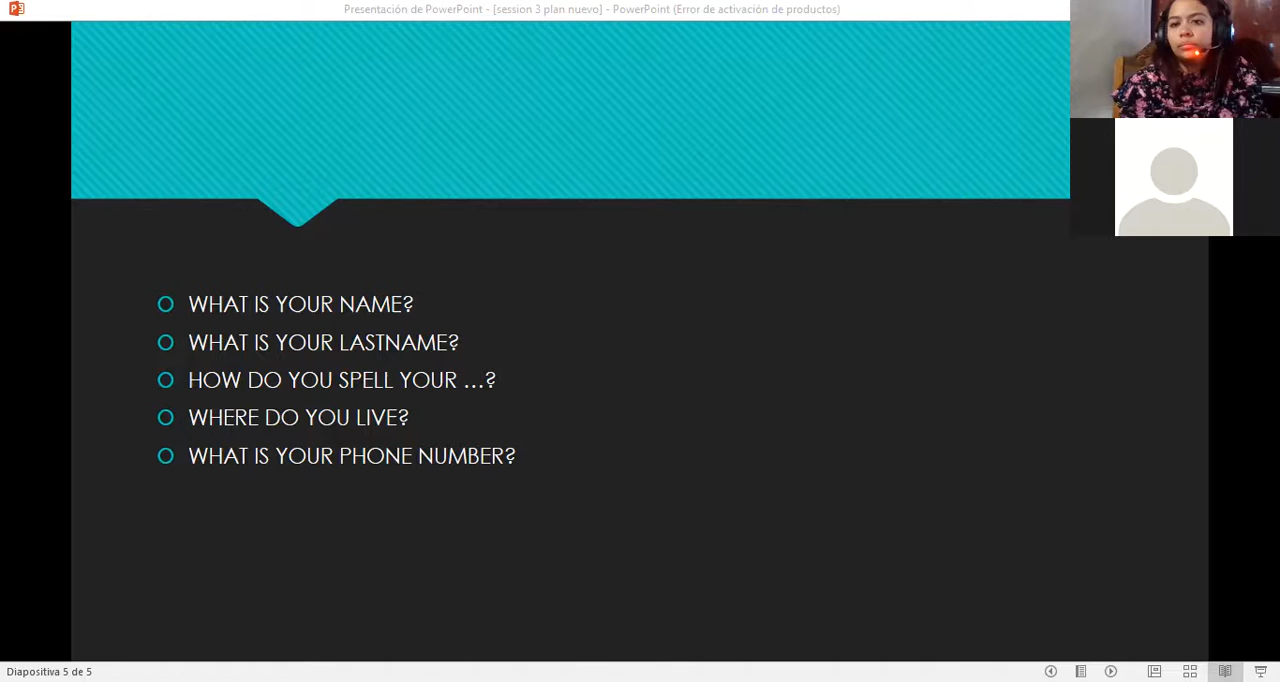 Presentación de PowerPoint - [session 3 plan nuevo] - PowerPoint (Error de activación de productos)
WHAT IS YOUR NAME?
WHAT IS YOUR LASTNAME?
HOW DO YOU SPELL YOUR …?
WHERE DO YOU LIVE?
WHAT IS YOUR PHONE NUMBER?
Diapositiva 5 de 5